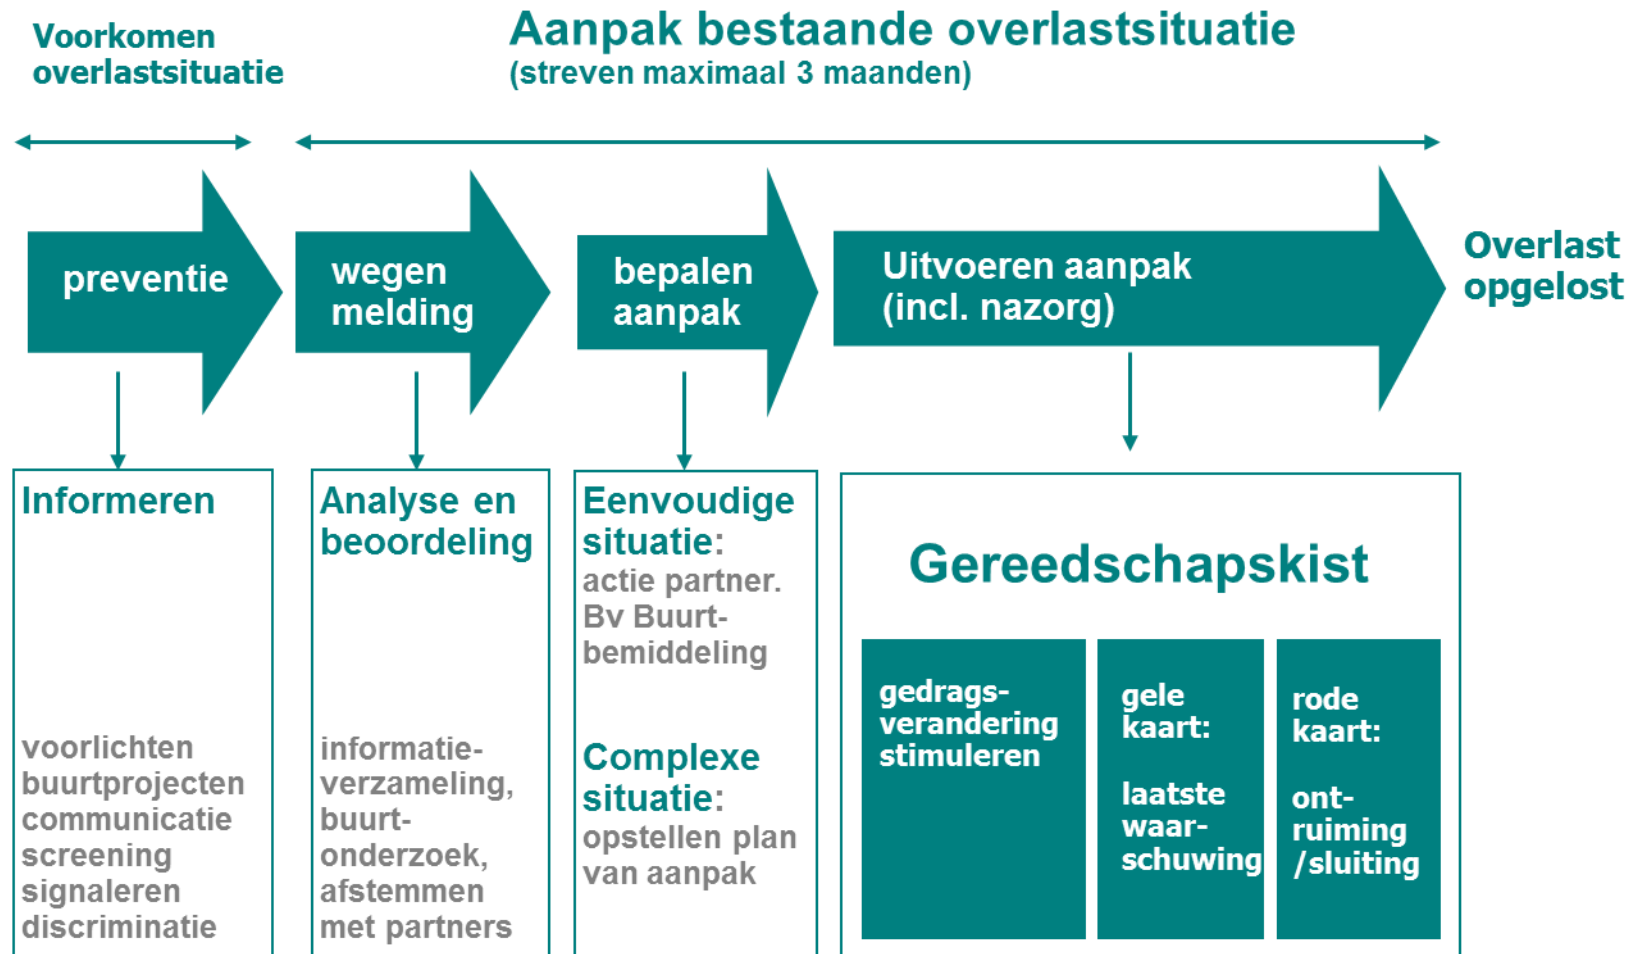 Voorkomen
overlastsituatie
Aanpak bestaande overlastsituatie
(streven maximaal 3 maanden)
preventie
wegen
melding
bepalen
aanpak
Uitvoeren aanpak
(incl. nazorg)
Overlast
opgelost
Informeren
voorlichten
buurtprojecten
communicatie
screening
signaleren
discriminatie
Analyse en
beoordeling
informatie-
verzameling,
buurt-
onderzoek,
afstemmen
met partners
Eenvoudige
situatie:
actie partner.
Bv Buurt-
bemiddeling
Complexe
situatie:
opstellen plan
van aanpak
Gereedschapskist
gedrags-
verandering
stimuleren
gele
kaart:
laatste
waar-
schuwing
rode
kaart:
ont-
ruiming
/sluiting